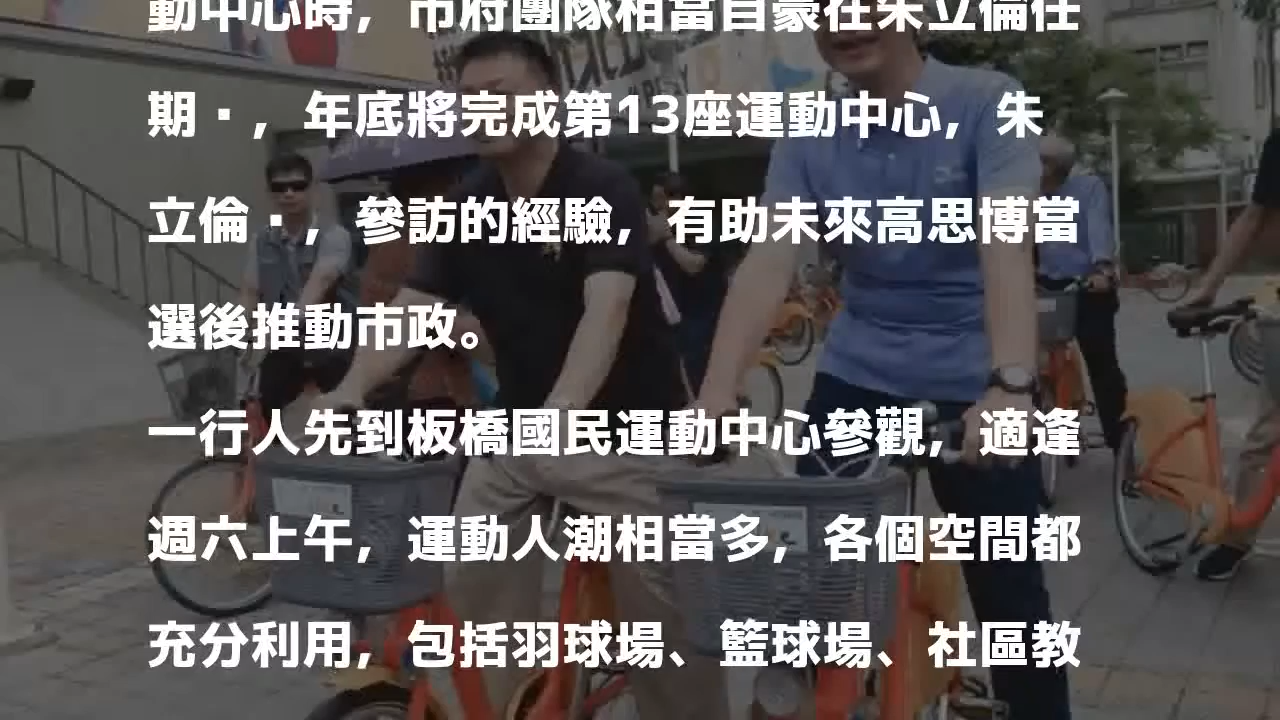 動中心時，市府團隊相當自豪在朱立倫任
期·，年底將完成第13座運動中心，朱
立倫·，參訪的經驗，有助未來高思博當
選後推動市政。
一行人先到板橋國民運動中心參觀，適逢
週六上午，運動人潮相當多，各個空間都
充分利用，包括羽球場、籃球場、社區教